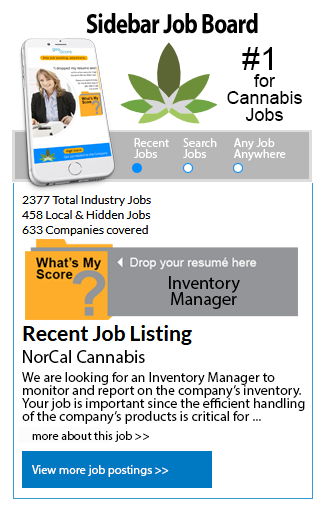 Sidebar Job Board
#1
for
Cannabis
Jobs
Recent
Jobs
Search
Jobs
Any Job
Anywhere
What's My
Score
2377 Total Industry Jobs
458 Local & Hidden Jobs
633 Companies covered
What's My
Score
?
Drop your resumé here
Inventory
Manager
Recent Job Listing
NorCal Cannabis
We are looking for an Inventory Manager to
monitor and report on the company's inventory.
Your job is important since the efficient handling
of the company's products is critical for ...
more about this job >>
View more job postings >>